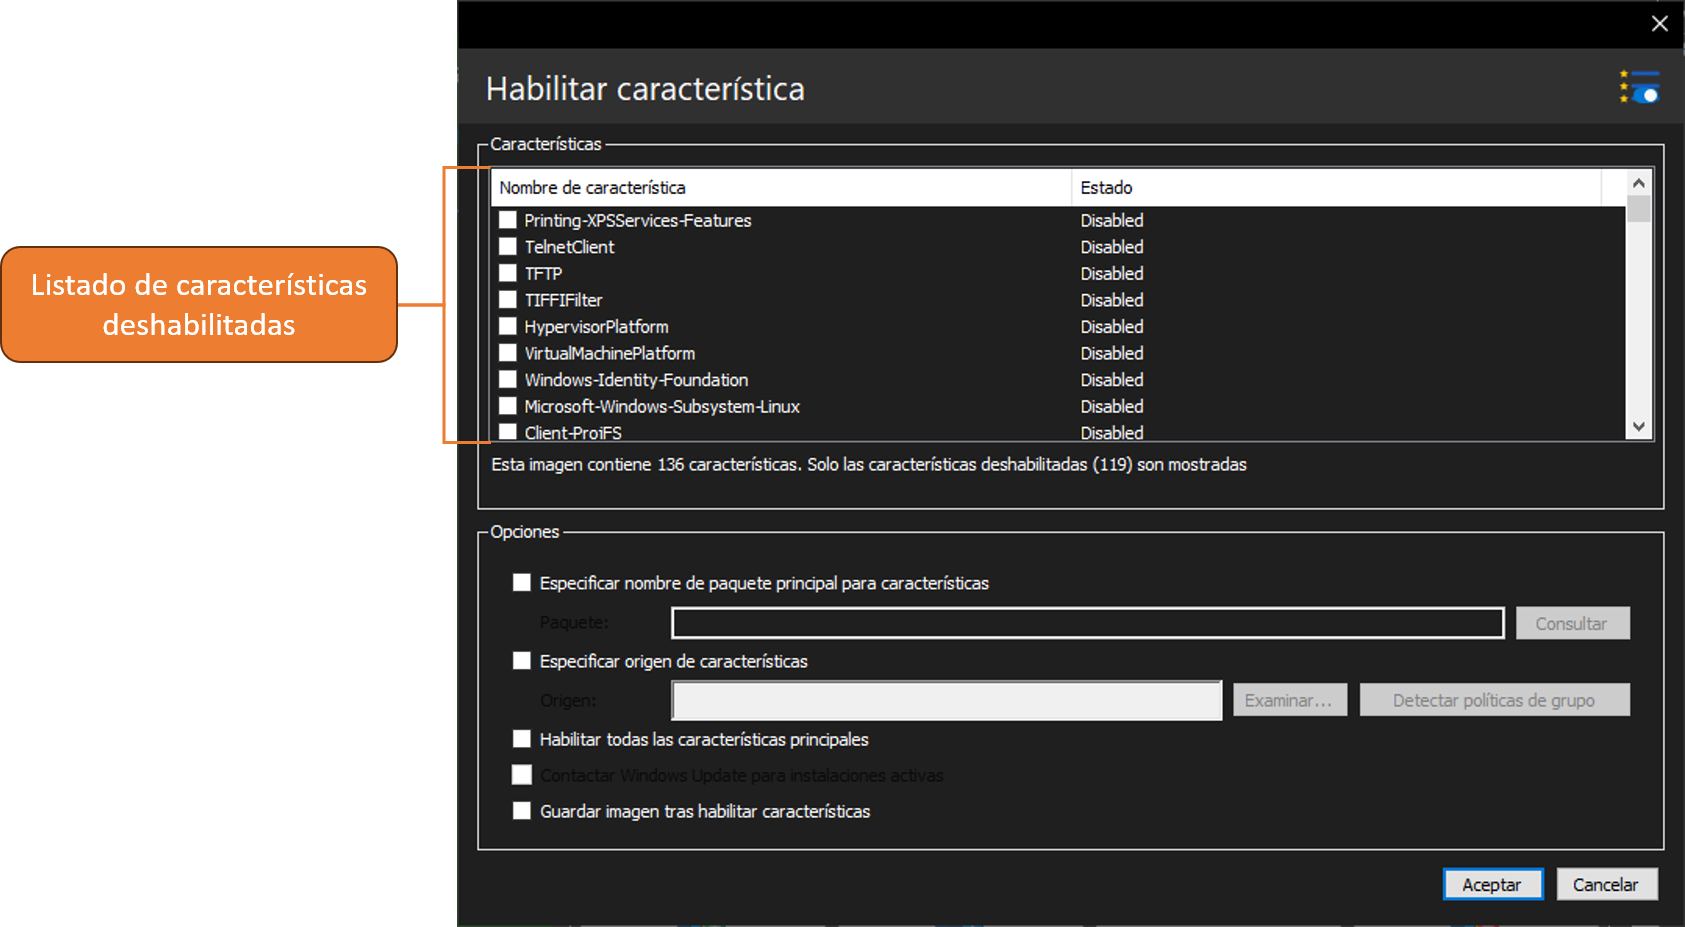 Habilitar característica
Características
Nombre de característica Estado
Printing-XPSServices-Features Disabled
TelnetClient Disabled
TFTP Disabled
TIFFIFilter Disabled
HypervisorPlatform Disabled
VirtualMachinePlatform Disabled
Windows-Identity-Foundation Disabled
Microsoft-Windows-Subsystem-Linux Disabled
Client-ProjFS Disabled
Listado de características
deshabilitadas
Esta imagen contiene 136 características. Solo las características deshabilitadas (119) son mostradas
Opciones
Especificar nombre de paquete principal para características
Paquete: Consultar
Especificar origen de características
Origen: Examinar... Detectar políticas de grupo
Habilitar todas las características principales
Contactar Windows Update para instalaciones activas
Guardar imagen tras habilitar características
Aceptar Cancelar